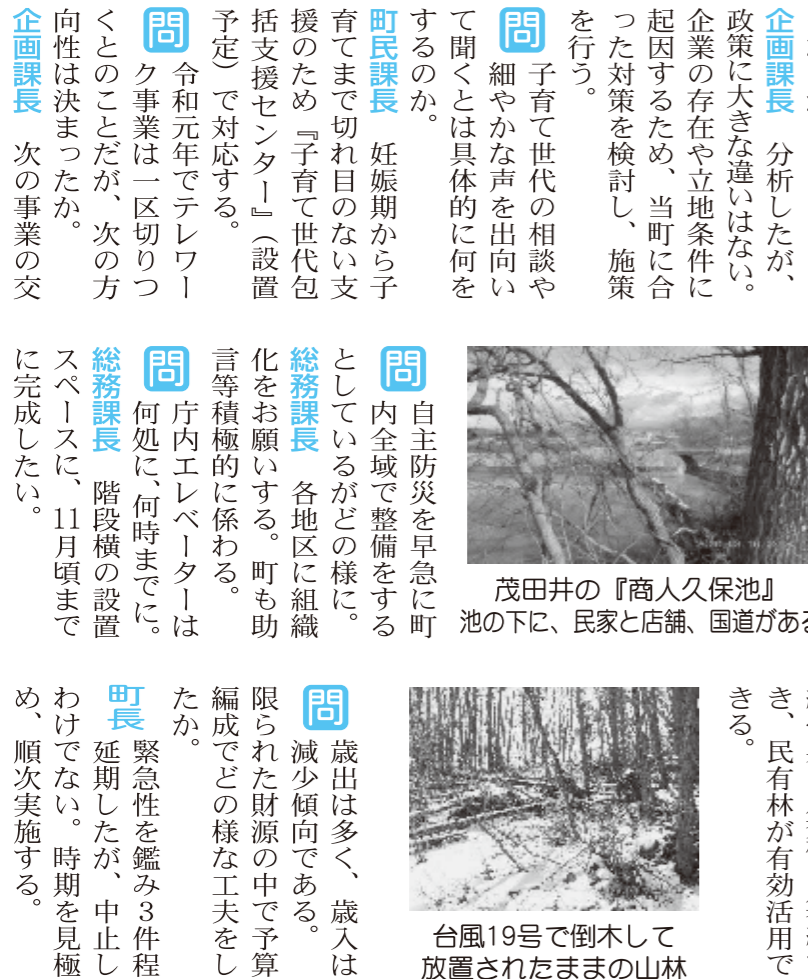 企画課長　分析したが、
政策に大きな違いはない。
企業の存在や立地条件に
起因するため、当町に合
った対策を検討し、施策
を行う。
問　子育て世代の相談や
細やかな声を出向い
て聞くとは具体的に何を
するのか。
町民課長　妊娠期から子
育てまで切れ目のない支
援のため『子育て世代包
括支援センター』（設置
予定）で対応する。
問　令和元年でテレワー
ク事業は一区切りつ
くとのことだが、次の方
向性は決まったか。
企画課長　次の事業の交
茂田井の『商人久保池』
池の下に、民家と店舗、国道がある
問　自主防災を早急に町
内全域で整備をする
としているがどの様に。
総務課長　各地区に組織
化をお願いする。町も助
言等積極的に係わる。
問　庁内エレベーターは
何処に、何時までに。
総務課長　階段横の設置
スペースに、11月頃まで
に完成したい。
き、民有林が有効活用で
きる。
台風19号で倒木して
放置されたままの山林
問　歳出は多く、歳入は
減少傾向である。
限られた財源の中で予算
編成でどの様な工夫をし
たか。
町長　緊急性を鑑み３件程
延期したが、中止し
わけでない。時期を見極
め、順次実施する。